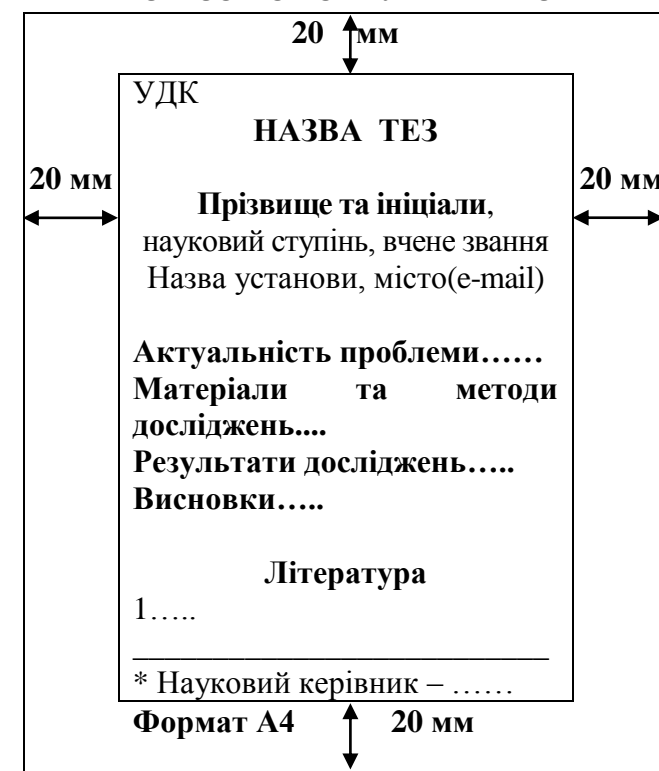 20 мм
УДК
НАЗВА ТЕЗ
20 мм
20 мм
Прізвище та ініціали,
науковий ступінь, вчене звання
Назва установи, місто(e-mail)
Актуальність проблеми……
Матеріали та методи
досліджень....
Результати досліджень…..
Висновки…..
Література
1…..
* Науковий керівник – ……
Формат А4 20 мм